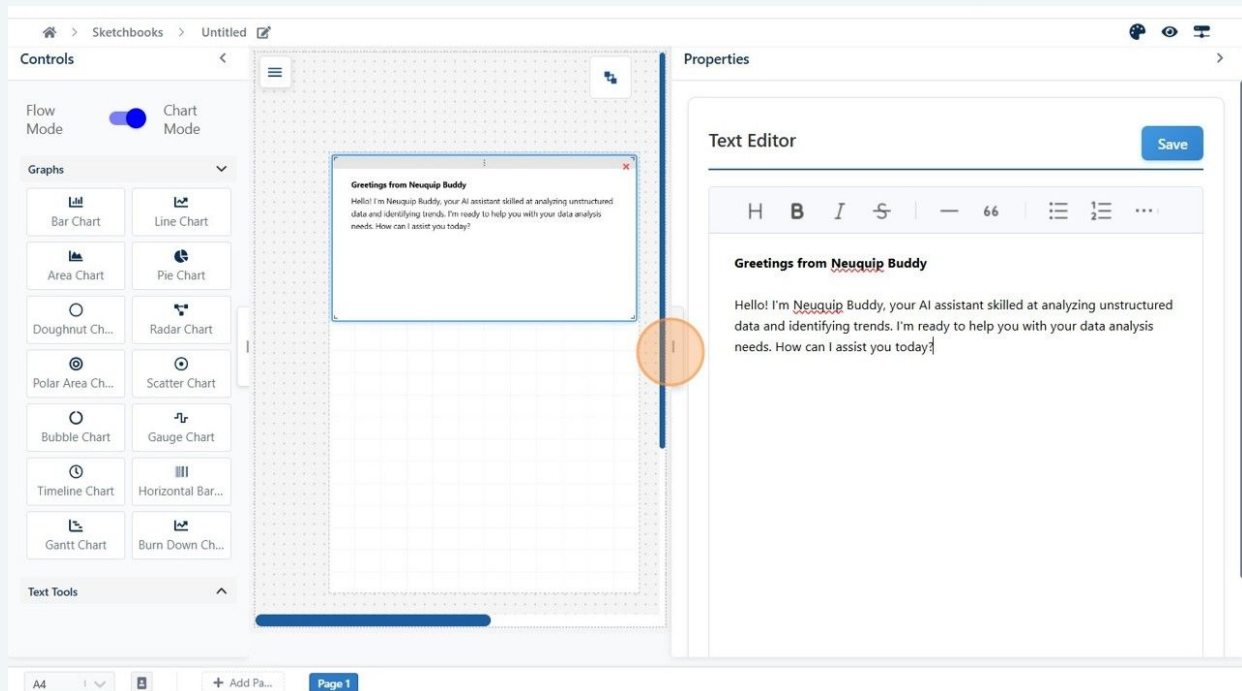 Sketchbooks > Untitled
Controls
Properties
Flow Mode
Chart Mode
Graphs
Bar Chart
Line Chart
Area Chart
Pie Chart
Doughnut Ch...
Radar Chart
Polar Area Ch...
Scatter Chart
Bubble Chart
Gauge Chart
Timeline Chart
Horizontal Bar...
Gantt Chart
Burn Down Ch...
Text Tools
Greetings from Neuquip Buddy
Hello! I'm Neuquip Buddy, your AI assistant skilled at analyzing unstructured
data and identifying trends. I'm ready to help you with your data analysis
needs. How can I assist you today?
Text Editor
Save
H B I S — 66 ...
Greetings from Neuquip Buddy
Hello! I'm Neuquip Buddy, your AI assistant skilled at analyzing unstructured
data and identifying trends. I'm ready to help you with your data analysis
needs. How can I assist you today?
A4
+ Add Pa...
Page 1